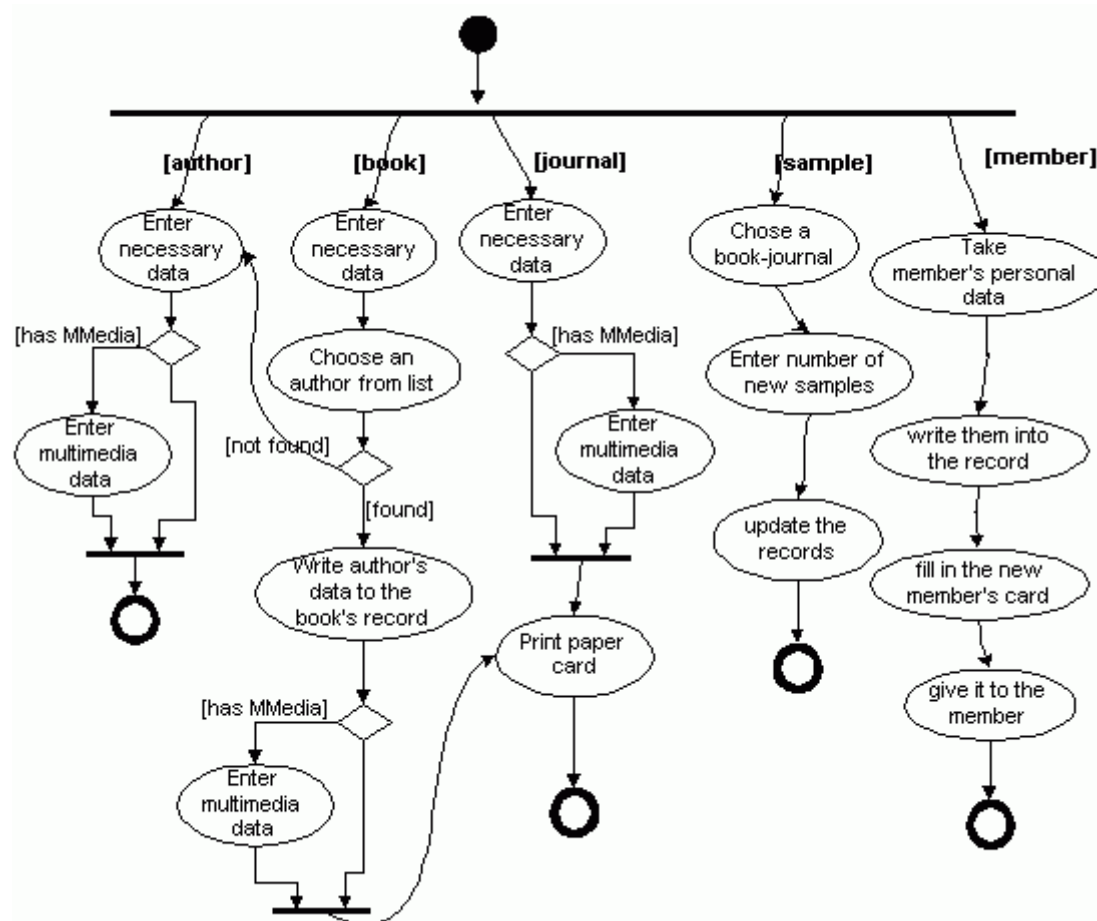 [author]
[book]
[journal]
[sample]
[member]
Enter
necessary
data
Enter
necessary
data
Enter
necessary
data
Chose a
book-journal
Take
member's personal
data
[has MMedia]
Choose an
author from list
[has MMedia]
Enter number of
new samples
Enter
multimedia
data
[not found]
Enter
multimedia
data
write them into
the record
[found]
update the
records
Write author's
data to the
book's record
fill in the new
member's card
Print paper
card
give it to the
member
[has MMedia]
Enter
multimedia
data